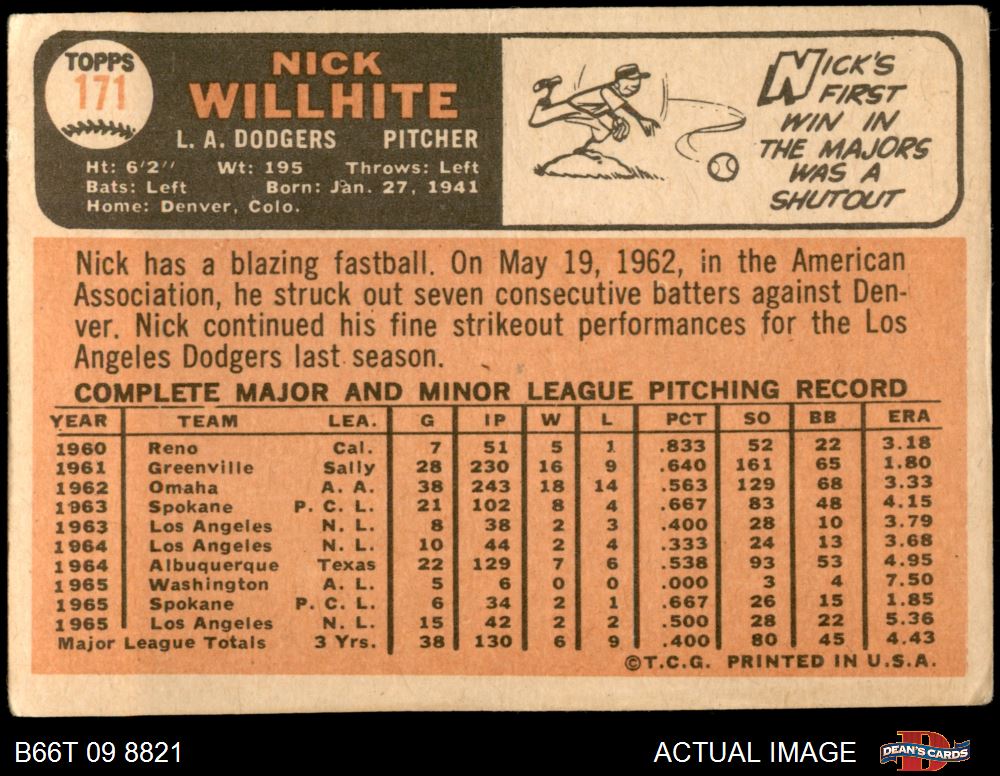 TOPPS
171
NICK
WILLHITE
L. A. DODGERS PITCHER
Ht: 6'2" Wt: 195 Throws: Left
Bats: Left Born: Jan. 27, 1941
Home: Denver, Colo.
NICK'S
FIRST
WIN IN
THE MAJORS
WAS A
SHUTOUT
Nick has a blazing fastball. On May 19, 1962, in the American
Association, he struck out seven consecutive batters against Den-
ver. Nick continued his fine strikeout performances for the Los
Angeles Dodgers last season.
COMPLETE MAJOR AND MINOR LEAGUE PITCHING RECORD
YEAR TEAM LEA. G IP W L PCT SO BB ERA
1960 Reno Cal. 7 51 5 1 .833 52 22 3.18
1961 Greenville Sally 28 230 16 9 .640 161 65 1.80
1962 Omaha A. A. 38 243 18 14 .563 129 68 3.33
1963 Spokane P. C. L. 21 102 8 4 .667 83 48 4.15
1963 Los Angeles N. L. 8 38 2 3 .400 28 10 3.79
1964 Los Angeles N. L. 10 44 2 4 .333 24 13 3.68
1964 Albuquerque Texas 22 129 7 6 .538 93 53 4.95
1965 Washington A. L. 5 6 0 0 .000 3 4 7.50
1965 Spokane P. C. L. 6 34 2 1 .667 26 15 1.85
1965 Los Angeles N. L. 15 42 2 2 .500 28 22 5.36
Major League Totals 3 Yrs. 38 130 6 9 .400 80 45 4.43
©T.C.G. PRINTED IN U.S.A.
B66T 09 8821 ACTUAL IMAGE
D
DEAN'S CARDS